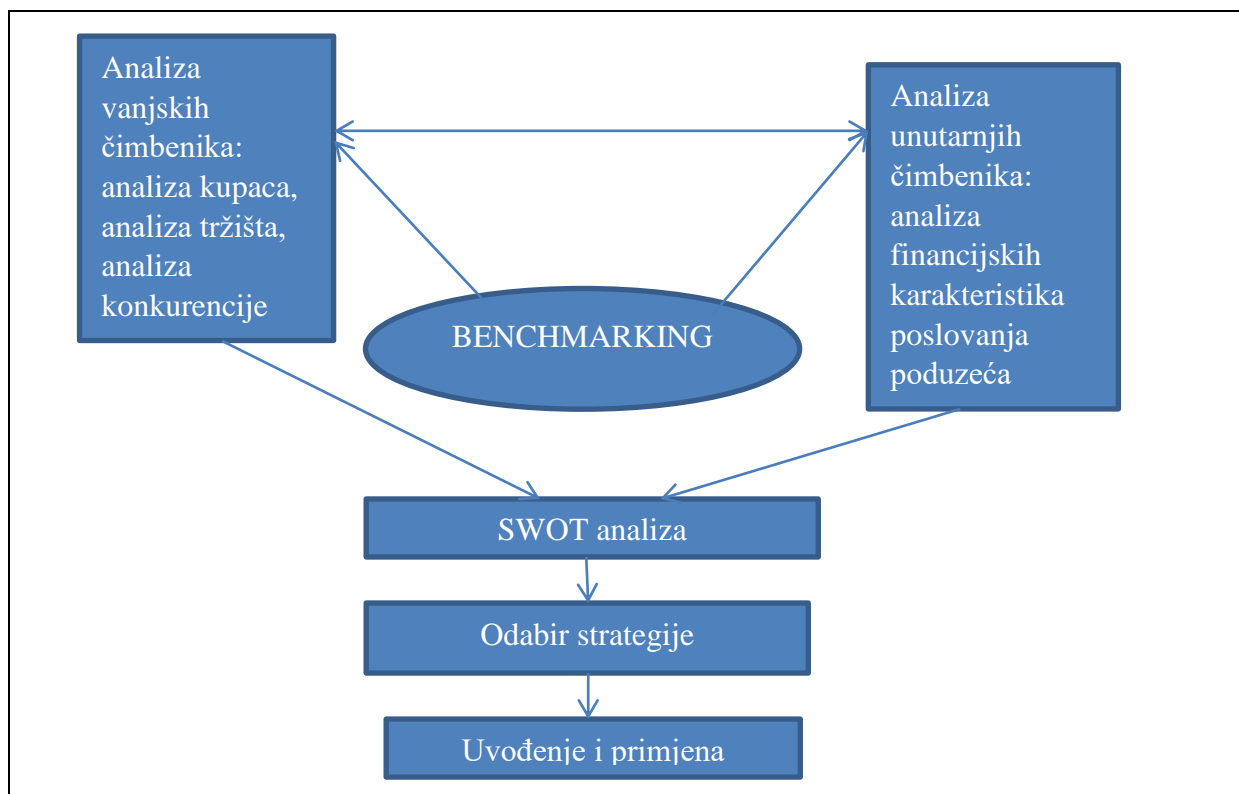 Analiza
vanjskih
čimbenika:
analiza kupaca,
analiza tržišta,
analiza
konkurencije
Analiza
unutarnjih
čimbenika:
analiza
financijskih
karakteristika
poslovanja
poduzeća
BENCHMARKING
SWOT analiza
Odabir strategije
Uvođenje i primjena